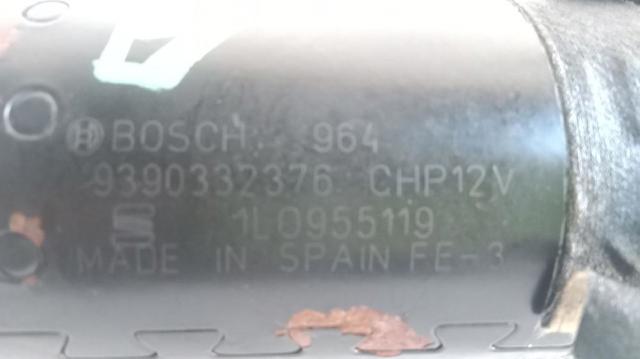 BOSCH 964
9390332376 CHP12V
1L0955119
MADE IN SPAIN FE-3